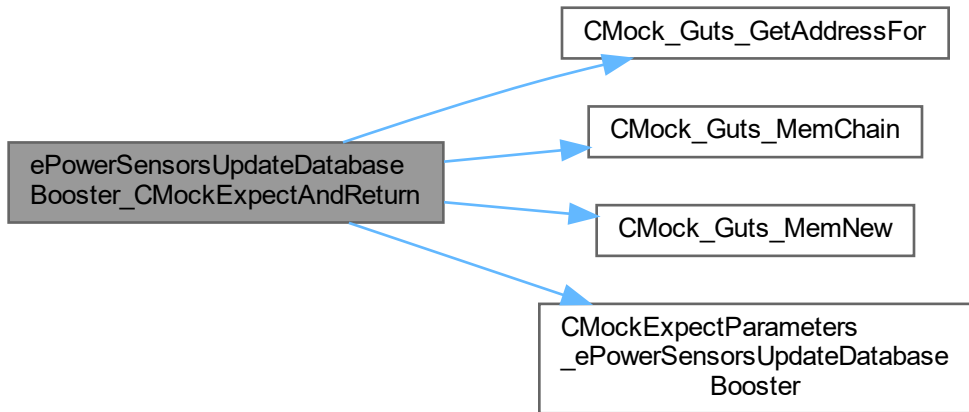 ePowerSensorsUpdateDatabase
Booster_CMockExpectAndReturn
CMock_Guts_GetAddressFor
CMock_Guts_MemChain
CMock_Guts_MemNew
CMockExpectParameters
_ePowerSensorsUpdateDatabase
Booster